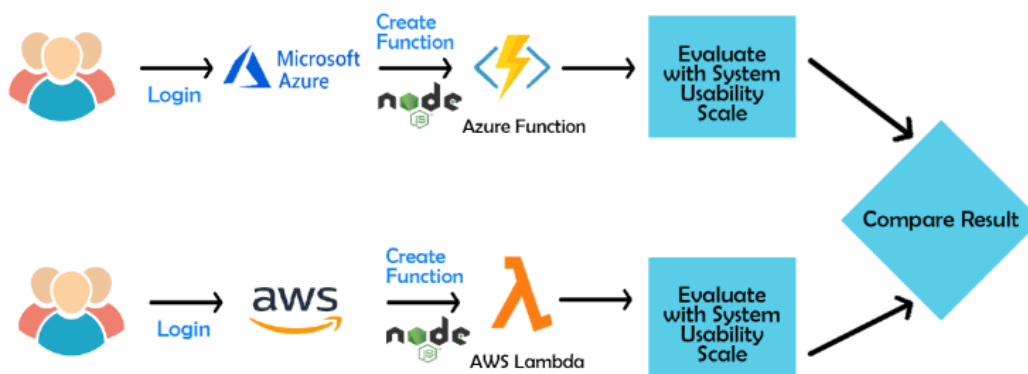 Login
Microsoft
Azure
Create
Function
node
JS
Azure Function
Evaluate
with System
Usability
Scale
Compare Result
Login
aws
Create
Function
node
JS
AWS Lambda
Evaluate
with System
Usability
Scale